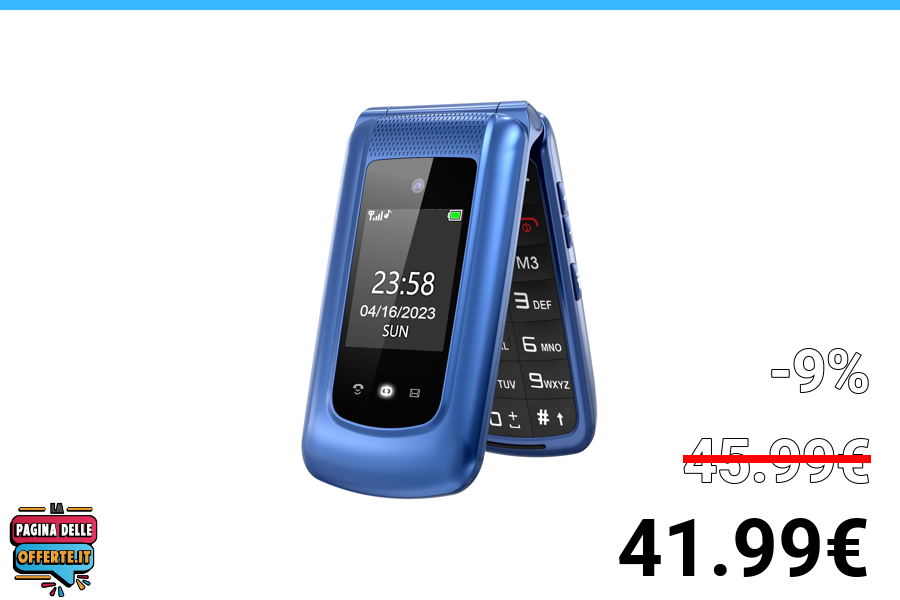 23:58
04/16/2023
SUN
M3
3 DEF
6 MNO
TUV
9 WXYZ
# ↑
-9%
45.99€
41.99€
LA
PAGINA DELLE
OFFERTE.IT